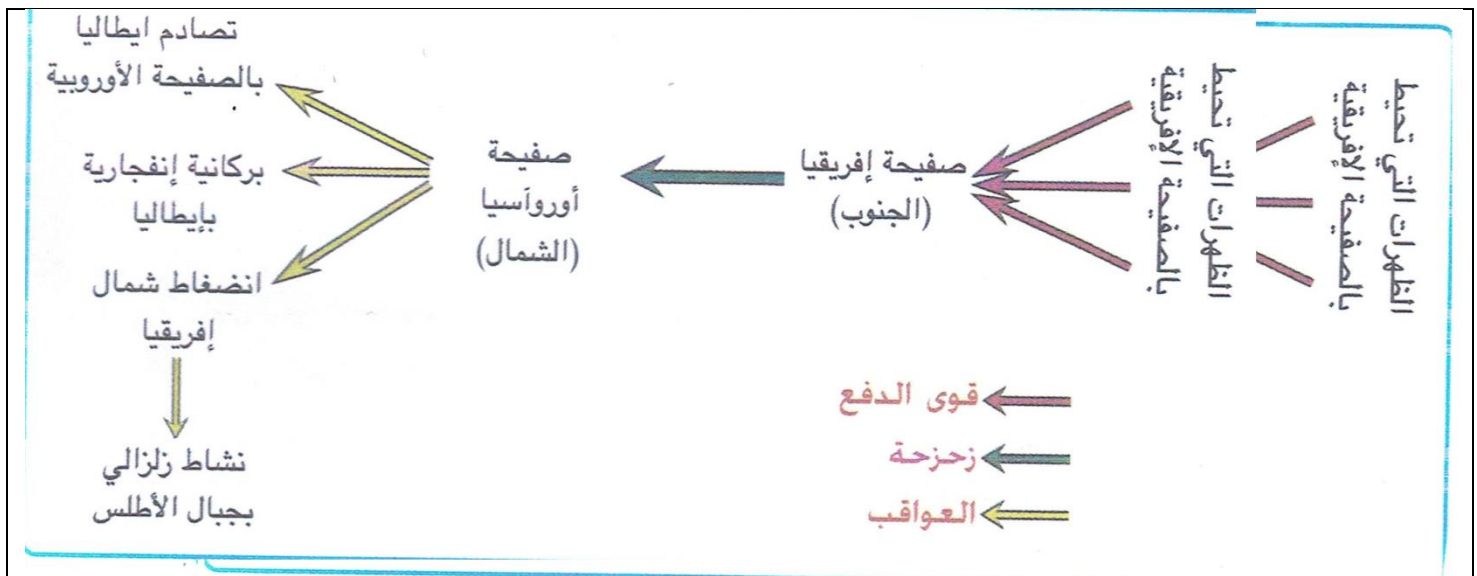 الظهرات التي تحيط
بالصفيحة الإفريقية
الظهرات التي تحيط
بالصفيحة الإفريقية
صفيحة إفريقيا
(الجنوب)
صفيحة
أوروآسيا
(الشمال)
تصادم ايطاليا
بالصفيحة الأوروبية
بركانية إنفجارية
بإيطاليا
انضغاط شمال
إفريقيا
نشاط زلزالي
بجبال الأطلس
قوى الدفع
زحزحة
العواقب